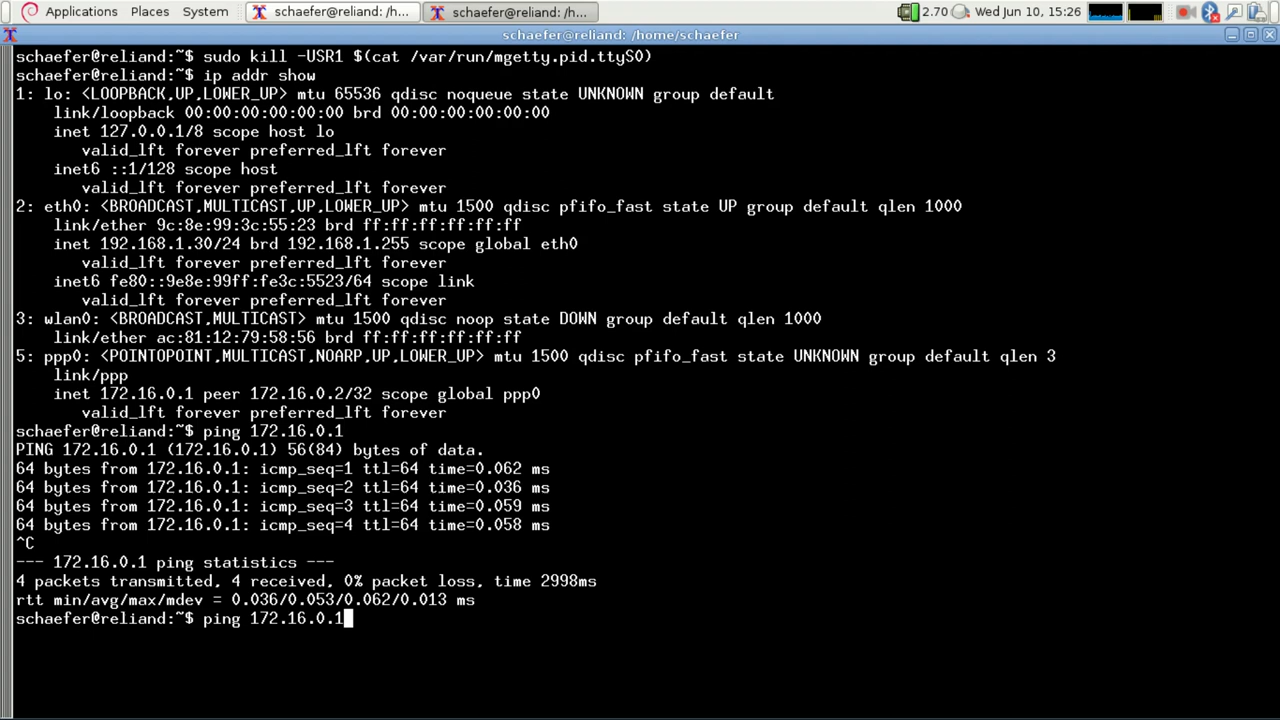 Applications Places System schaefer@reliand: /h... schaefer@reliand: /h... 2.70 Wed Jun 10, 15:26
schaefer@reliand: /home/schaefer
schaefer@reliand:~$ sudo kill -USR1 $(cat /var/run/mgetty.pid.ttyS0)
schaefer@reliand:~$ ip addr show
1: lo: <LOOPBACK,UP,LOWER_UP> mtu 65536 qdisc noqueue state UNKNOWN group default
link/loopback 00:00:00:00:00:00 brd 00:00:00:00:00:00
inet 127.0.0.1/8 scope host lo
valid_lft forever preferred_lft forever
inet6 ::1/128 scope host
valid_lft forever preferred_lft forever
2: eth0: <BROADCAST,MULTICAST,UP,LOWER_UP> mtu 1500 qdisc pfifo_fast state UP group default qlen 1000
link/ether 9c:8e:99:3c:55:23 brd ff:ff:ff:ff:ff:ff
inet 192.168.1.30/24 brd 192.168.1.255 scope global eth0
valid_lft forever preferred_lft forever
inet6 fe80::9e8e:99ff:fe3c:5523/64 scope link
valid_lft forever preferred_lft forever
3: wlan0: <BROADCAST,MULTICAST> mtu 1500 qdisc noop state DOWN group default qlen 1000
link/ether ac:81:12:79:58:56 brd ff:ff:ff:ff:ff:ff
5: ppp0: <POINTOPOINT,MULTICAST,NOARP,UP,LOWER_UP> mtu 1500 qdisc pfifo_fast state UNKNOWN group default qlen 3
link/ppp
inet 172.16.0.1 peer 172.16.0.2/32 scope global ppp0
valid_lft forever preferred_lft forever
schaefer@reliand:~$ ping 172.16.0.1
PING 172.16.0.1 (172.16.0.1) 56(84) bytes of data.
64 bytes from 172.16.0.1: icmp_seq=1 ttl=64 time=0.062 ms
64 bytes from 172.16.0.1: icmp_seq=2 ttl=64 time=0.036 ms
64 bytes from 172.16.0.1: icmp_seq=3 ttl=64 time=0.059 ms
64 bytes from 172.16.0.1: icmp_seq=4 ttl=64 time=0.058 ms
^C
--- 172.16.0.1 ping statistics ---
4 packets transmitted, 4 received, 0% packet loss, time 2998ms
rtt min/avg/max/mdev = 0.036/0.053/0.062/0.013 ms
schaefer@reliand:~$ ping 172.16.0.1